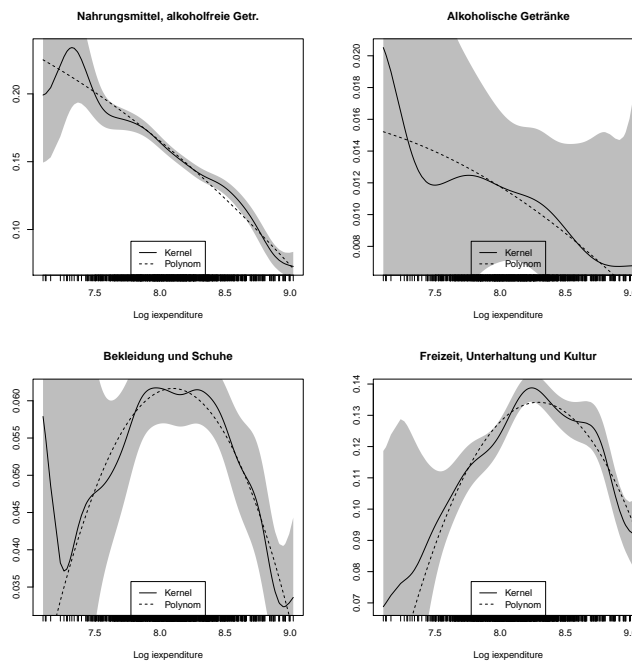 Nahrungsmittel, alkoholfreie Getr.
0.20
0.15
0.10
Kernel
Polynom
7.5 8.0 8.5 9.0
Log iexpenditure
Alkoholische Getränke
0.020
0.016
0.012
0.008
Kernel
Polynom
7.5 8.0 8.5 9.0
Log iexpenditure
Bekleidung und Schuhe
0.060
0.055
0.050
0.045
0.040
0.035
Kernel
Polynom
7.5 8.0 8.5 9.0
Log iexpenditure
Freizeit, Unterhaltung und Kultur
0.14
0.13
0.12
0.11
0.10
0.09
0.08
0.07
Kernel
Polynom
7.5 8.0 8.5 9.0
Log iexpenditure